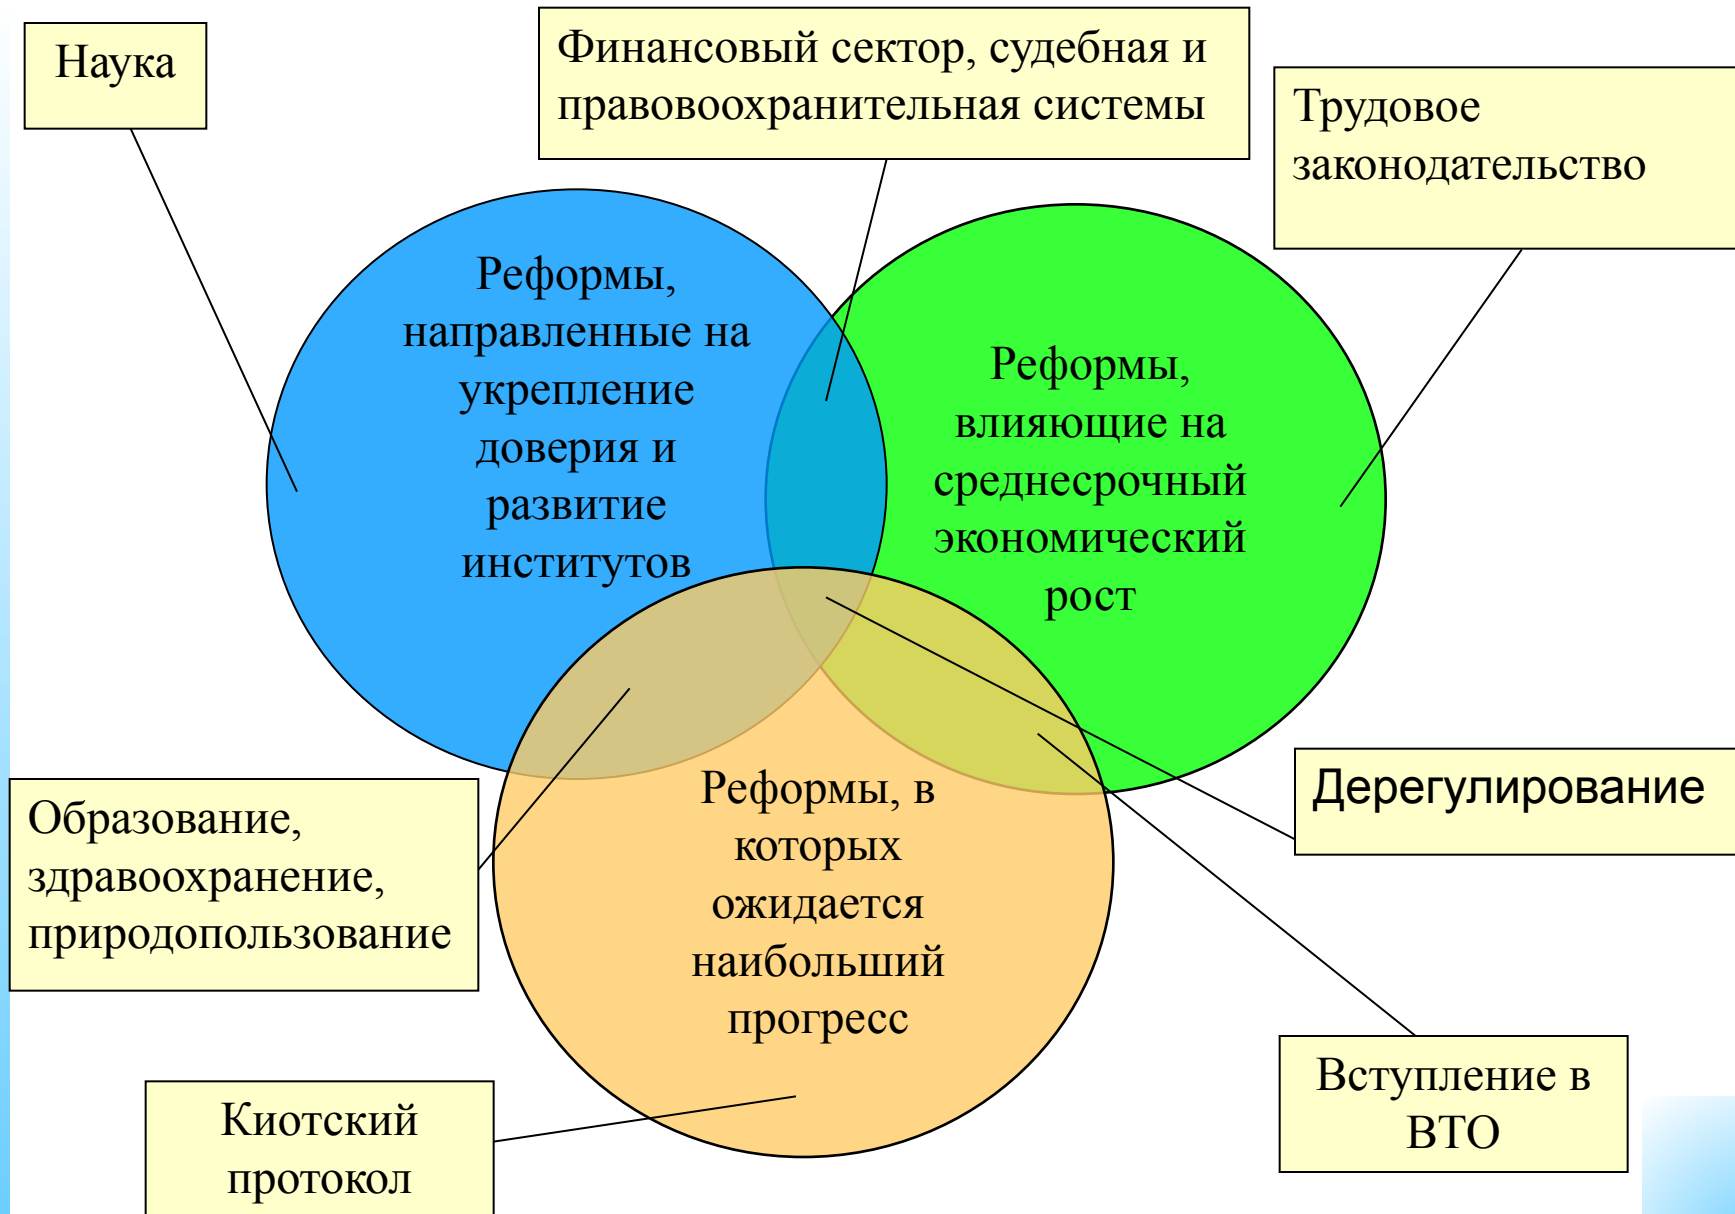 Наука
Финансовый сектор, судебная и
правовоохранительная системы
Трудовое
законодательство
Реформы,
направленные на
укрепление
доверия и
развитие
институтов
Реформы,
влияющие на
среднесрочный
экономический
рост
Реформы, в
которых
ожидается
наибольший
прогресс
Образование,
здравоохранение,
природопользование
Дерегулирование
Киотский
протокол
Вступление в
ВТО